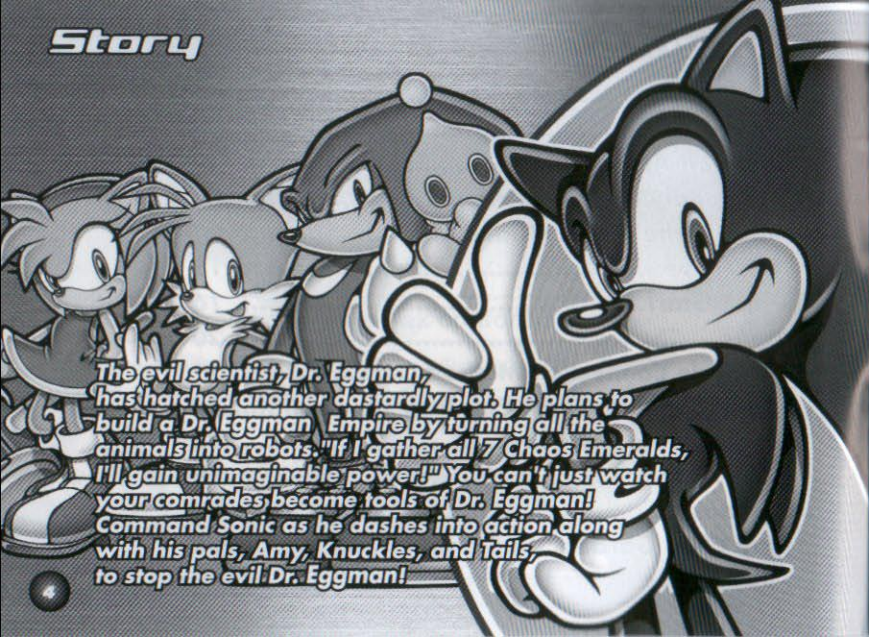 Story
The evil scientist, Dr. Eggman,
has hatched another dastardly plot. He plans to
build a Dr. Eggman Empire by turning all the
animals into robots. "If I gather all 7 Chaos Emeralds,
I'll gain unimaginable power!" You can't just watch
your comrades become tools of Dr. Eggman!
Command Sonic as he dashes into action along
with his pals, Amy, Knuckles, and Tails,
to stop the evil Dr. Eggman!
4